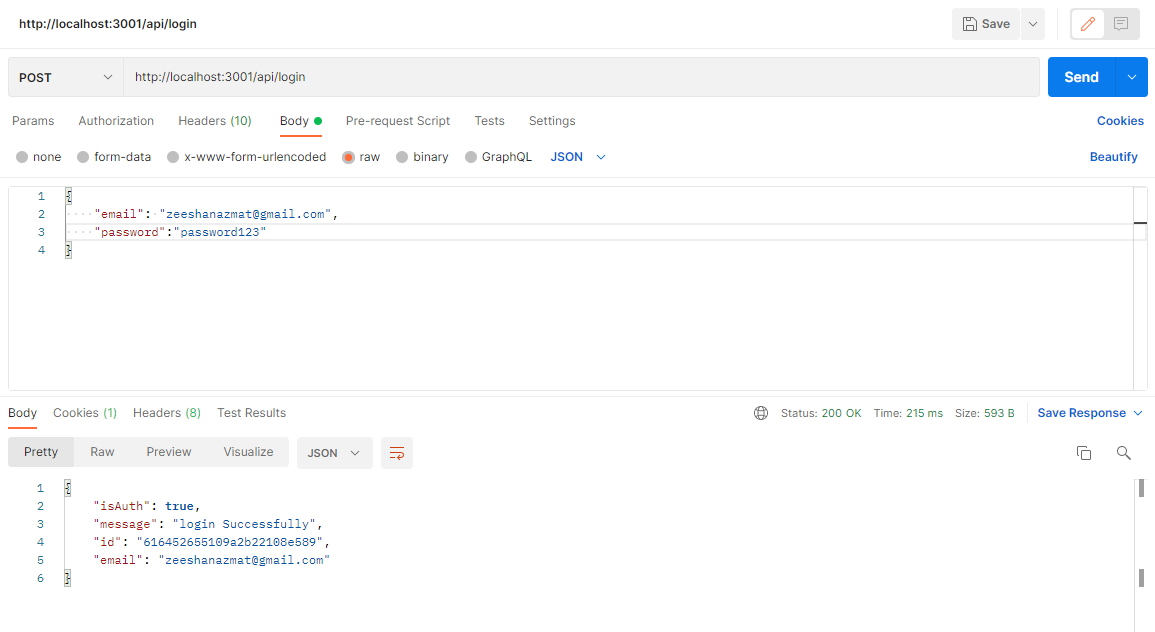 http://localhost:3001/api/login Save
POST http://localhost:3001/api/login Send
Params Authorization Headers (10) Body Pre-request Script Tests Settings Cookies
none form-data x-www-form-urlencoded raw binary GraphQL JSON Beautify
1 {
2 ····"email":·"zeeshanazmat@gmail.com",
3 ····"password":"password123"
4 }
Body Cookies (1) Headers (8) Test Results Status: 200 OK Time: 215 ms Size: 593 B Save Response
Pretty Raw Preview Visualize JSON
1 {
2 "isAuth": true,
3 "message": "login Successfully",
4 "id": "616452655109a2b22108e589",
5 "email": "zeeshanazmat@gmail.com"
6 }